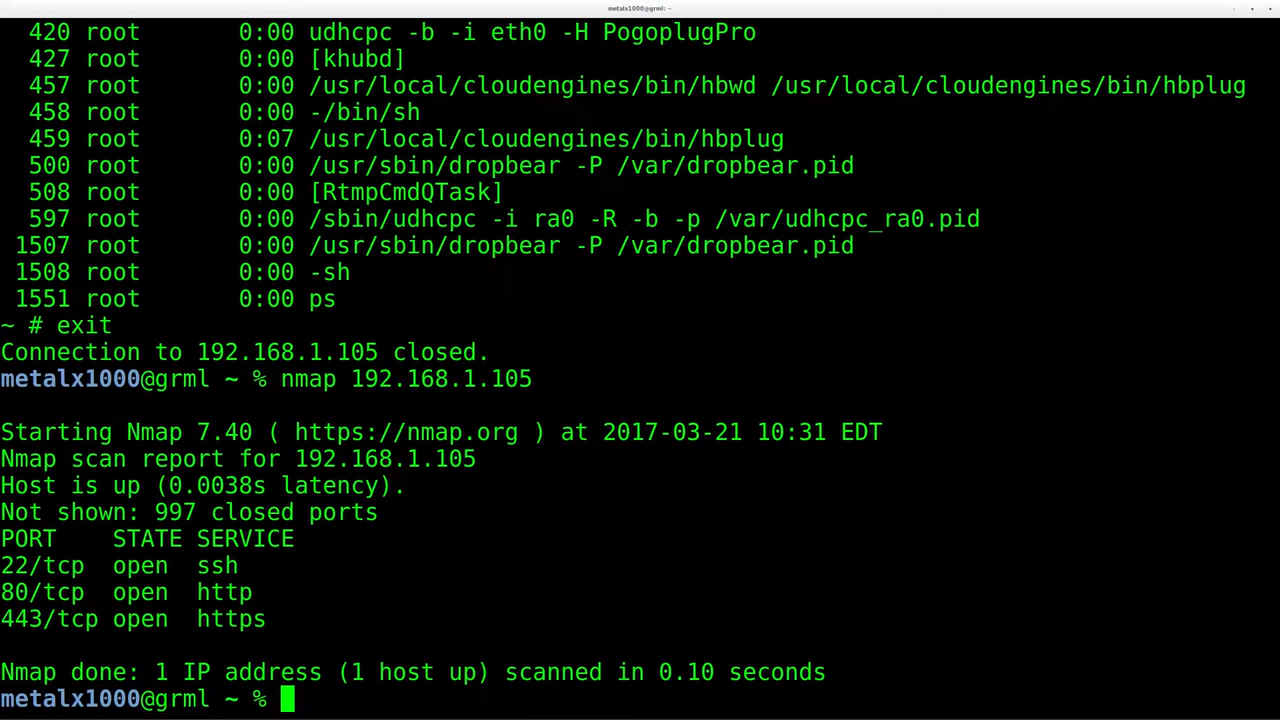 metalx1000@grml: ~
420 root 0:00 udhcpc -b -i eth0 -H PogoplugPro
427 root 0:00 [khubd]
457 root 0:00 /usr/local/cloudengines/bin/hbwd /usr/local/cloudengines/bin/hbplug
458 root 0:00 -/bin/sh
459 root 0:07 /usr/local/cloudengines/bin/hbplug
500 root 0:00 /usr/sbin/dropbear -P /var/dropbear.pid
508 root 0:00 [RtmpCmdQTask]
597 root 0:00 /sbin/udhcpc -i ra0 -R -b -p /var/udhcpc_ra0.pid
1507 root 0:00 /usr/sbin/dropbear -P /var/dropbear.pid
1508 root 0:00 -sh
1551 root 0:00 ps
~ # exit
Connection to 192.168.1.105 closed.
metalx1000@grml ~ % nmap 192.168.1.105
Starting Nmap 7.40 ( https://nmap.org ) at 2017-03-21 10:31 EDT
Nmap scan report for 192.168.1.105
Host is up (0.0038s latency).
Not shown: 997 closed ports
PORT STATE SERVICE
22/tcp open ssh
80/tcp open http
443/tcp open https
Nmap done: 1 IP address (1 host up) scanned in 0.10 seconds
metalx1000@grml ~ %